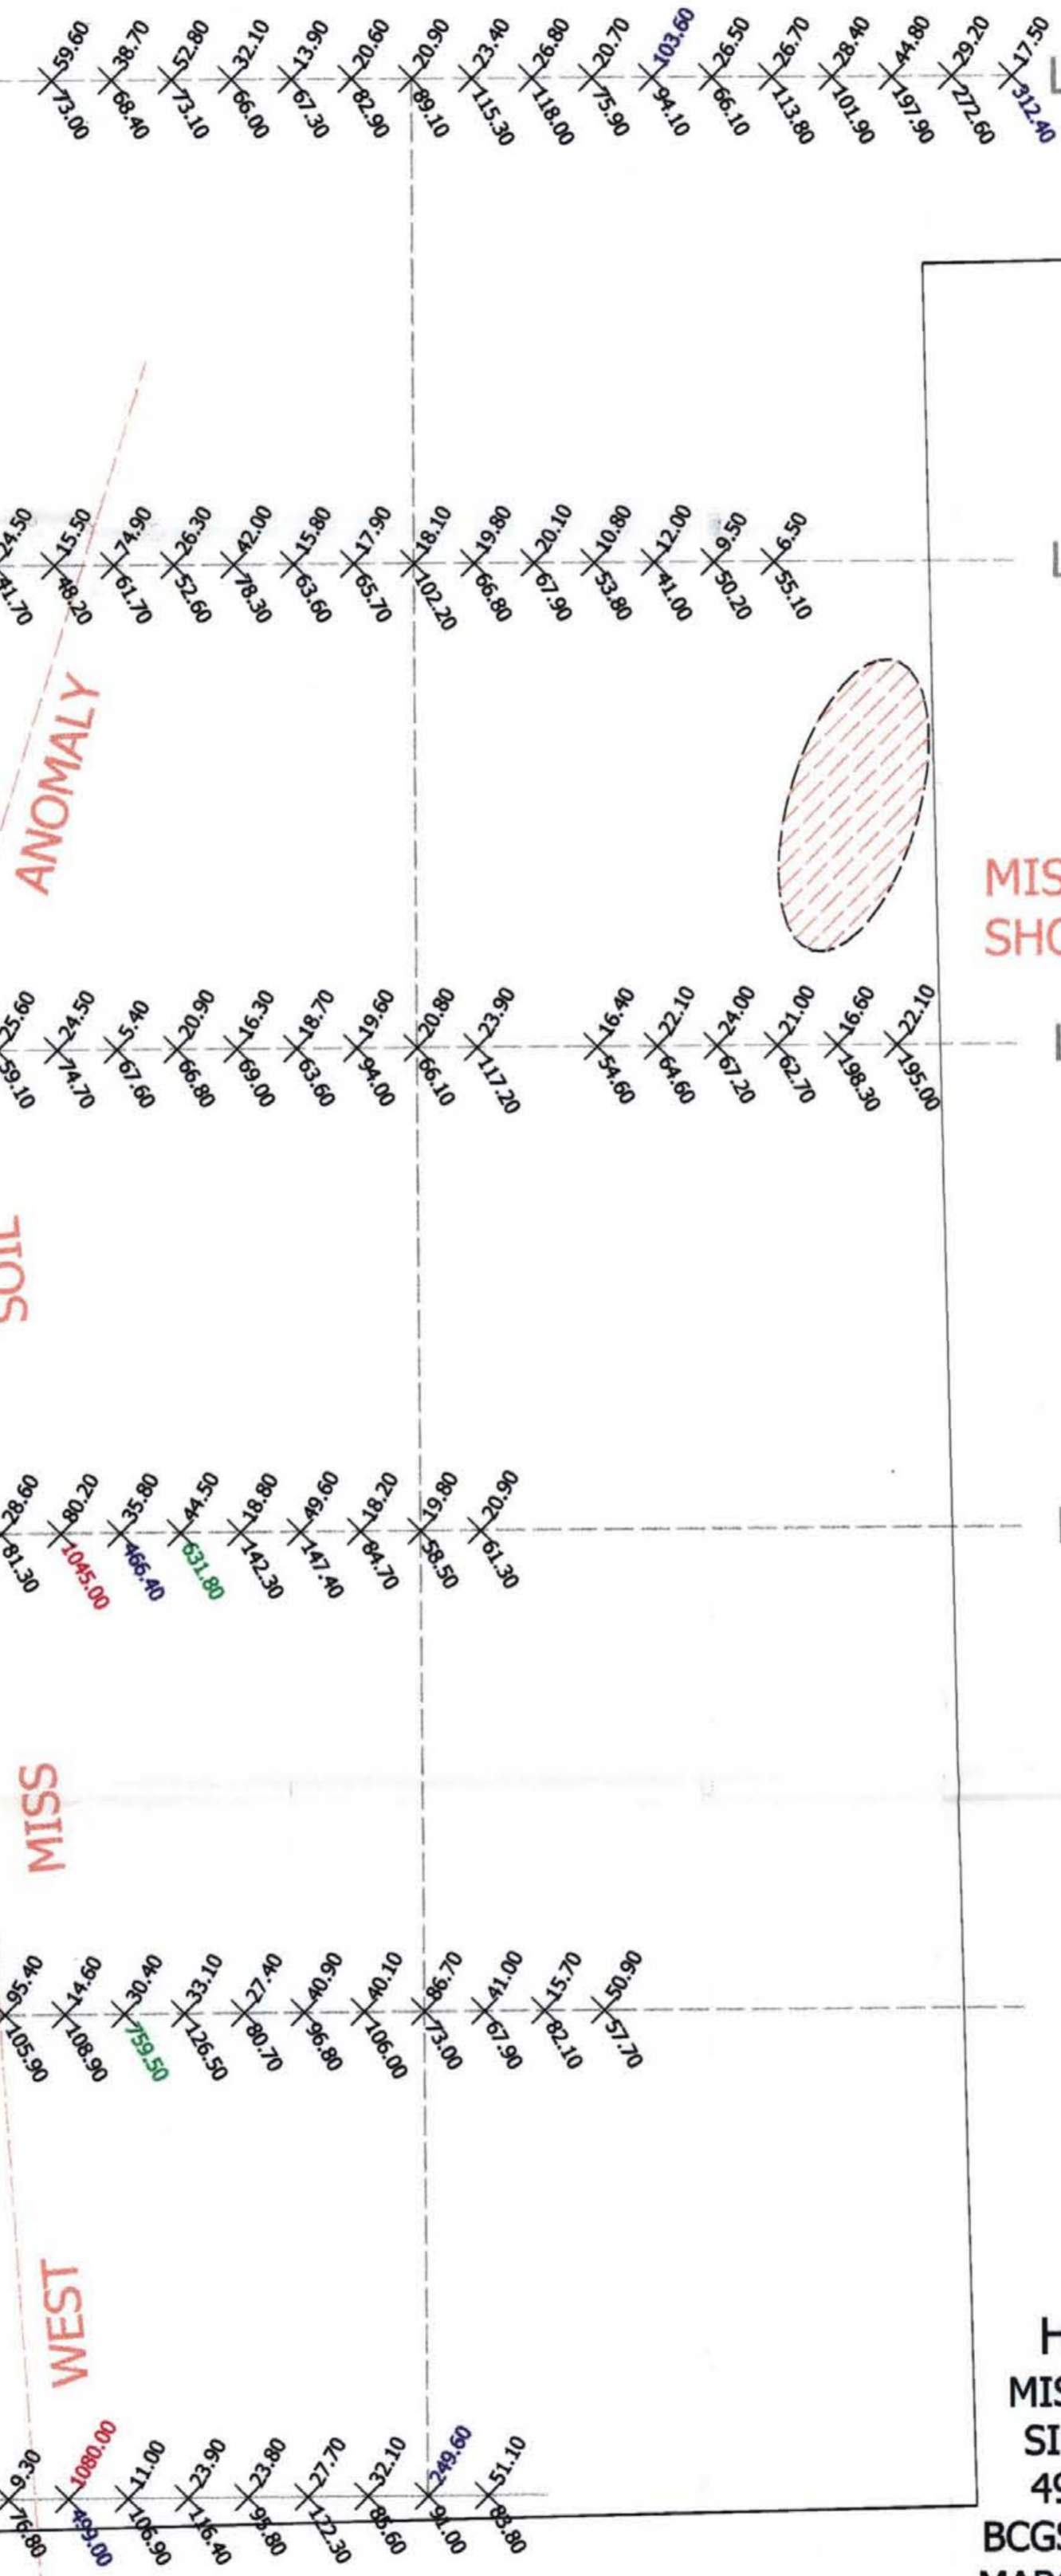 59.60 38.70 52.80 32.10 13.90 20.60 20.90 23.40 26.80 20.70 103.60 26.50 26.70 28.40 44.80 29.20 17.50 L
73.00 68.40 73.10 66.00 67.30 82.90 89.10 115.30 118.00 75.90 94.10 66.10 113.80 101.90 197.90 272.60 312.40
24.50 15.50 74.90 26.30 42.00 15.80 17.90 18.10 19.80 20.10 10.80 12.00 9.50 6.50 L
41.70 48.20 61.70 52.60 78.30 63.60 65.70 102.20 66.80 67.90 53.80 41.00 50.20 55.10
ANOMALY
MIS
SHO
25.60 24.50 5.40 20.90 16.30 18.70 19.60 20.80 23.90 16.40 22.10 24.00 21.00 16.60 22.10
59.10 74.70 67.60 66.80 69.00 63.60 94.00 66.10 117.20 54.60 64.60 67.20 62.70 198.30 195.00
SOIL
28.60 80.20 35.80 44.50 18.80 49.60 18.20 19.80 20.90
81.30 1045.00 466.40 631.80 142.30 147.40 84.70 58.50 61.30
MISS
95.40 14.60 30.40 33.10 27.40 40.90 40.10 86.70 41.00 15.70 50.90
105.90 108.90 759.50 126.50 80.70 96.80 106.00 73.00 67.90 82.10 57.70
WEST
H
MIS
SI
49
BCGS
9.30 1080.00 11.00 23.90 23.80 27.70 32.10 249.60 51.10
76.80 499.00 106.90 116.40 95.80 122.30 85.60 91.00 83.80